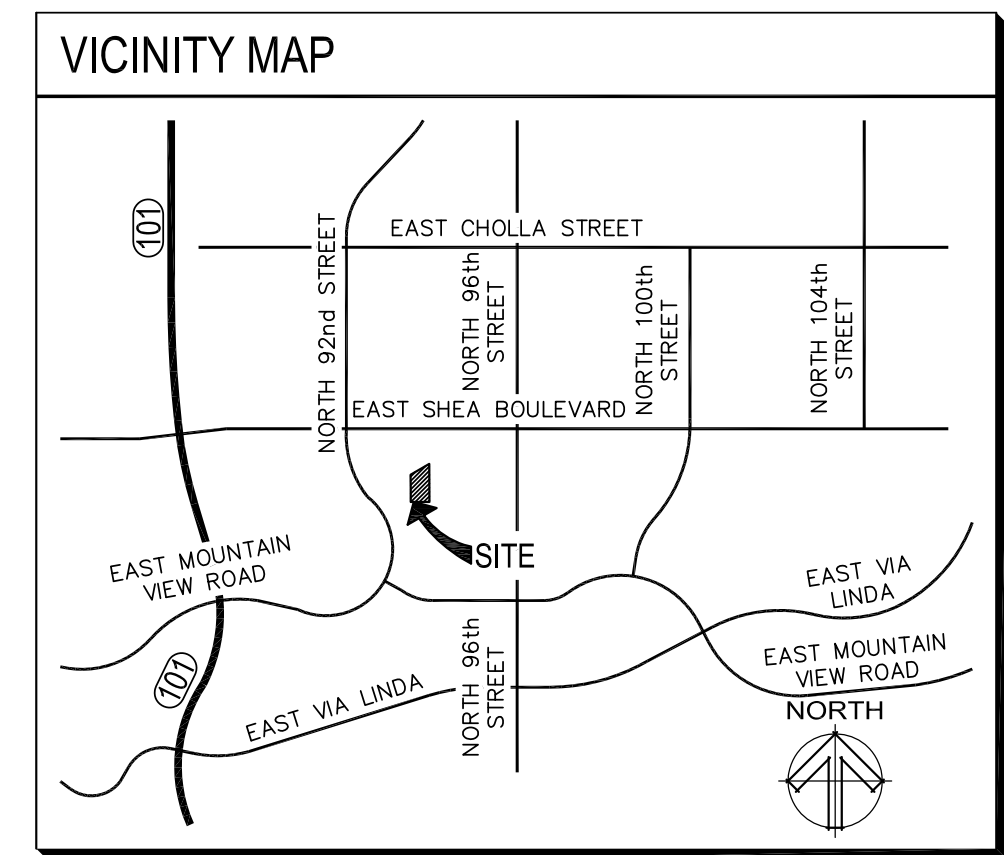 VICINITY MAP
101
EAST CHOLLA STREET
NORTH 92nd STREET
NORTH 96th
STREET
NORTH 100th
STREET
NORTH 104th
STREET
EAST SHEA BOULEVARD
SITE
EAST MOUNTAIN
VIEW ROAD
EAST VIA
LINDA
NORTH 96th
STREET
EAST MOUNTAIN
VIEW ROAD
101
EAST VIA LINDA
NORTH